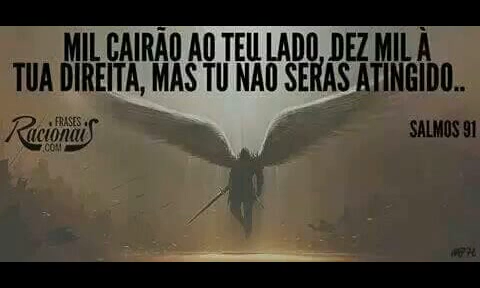 MIL CAIRÃO AO TEU LADO, DEZ MIL À
TUA DIREITA, MAS TU NÃO SERÁS ATINGIDO..
FRASES
Racionais
.COM
SALMOS 91